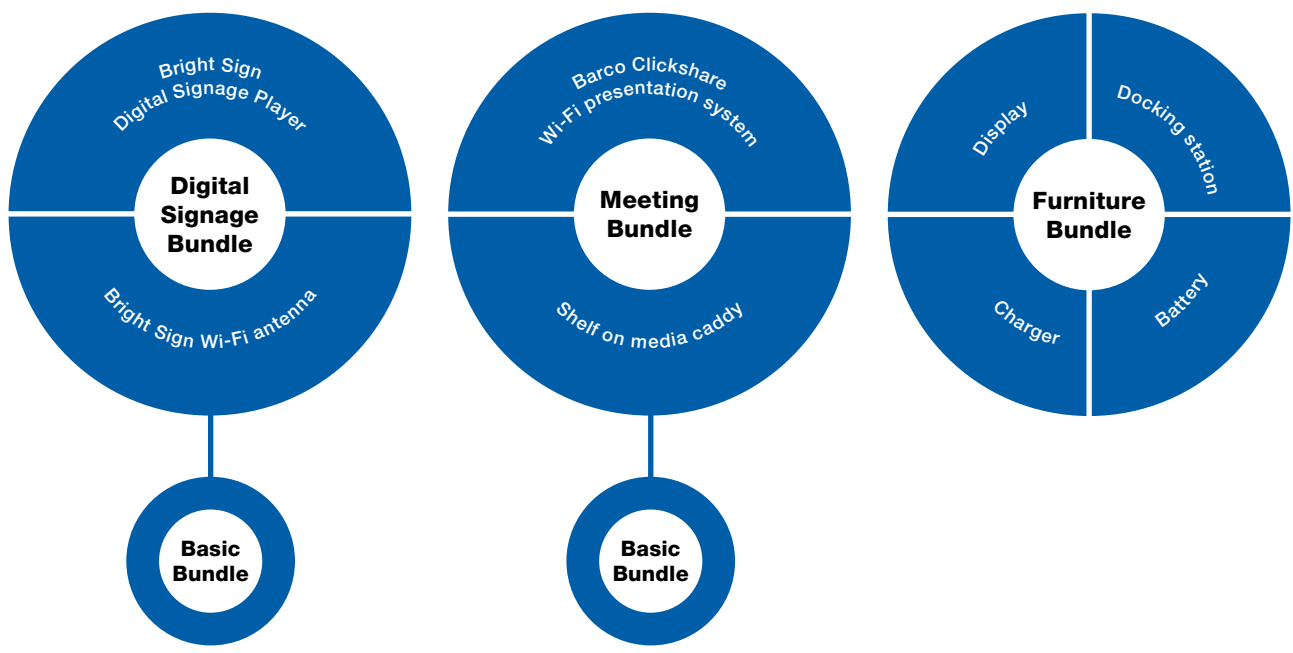 Bright Sign
Digital Signage Player
Digital
Signage
Bundle
Bright Sign Wi-Fi antenna
Basic
Bundle
Barco Clickshare
Wi-Fi presentation system
Meeting
Bundle
Shelf on media caddy
Basic
Bundle
Display
Docking station
Furniture
Bundle
Charger
Battery